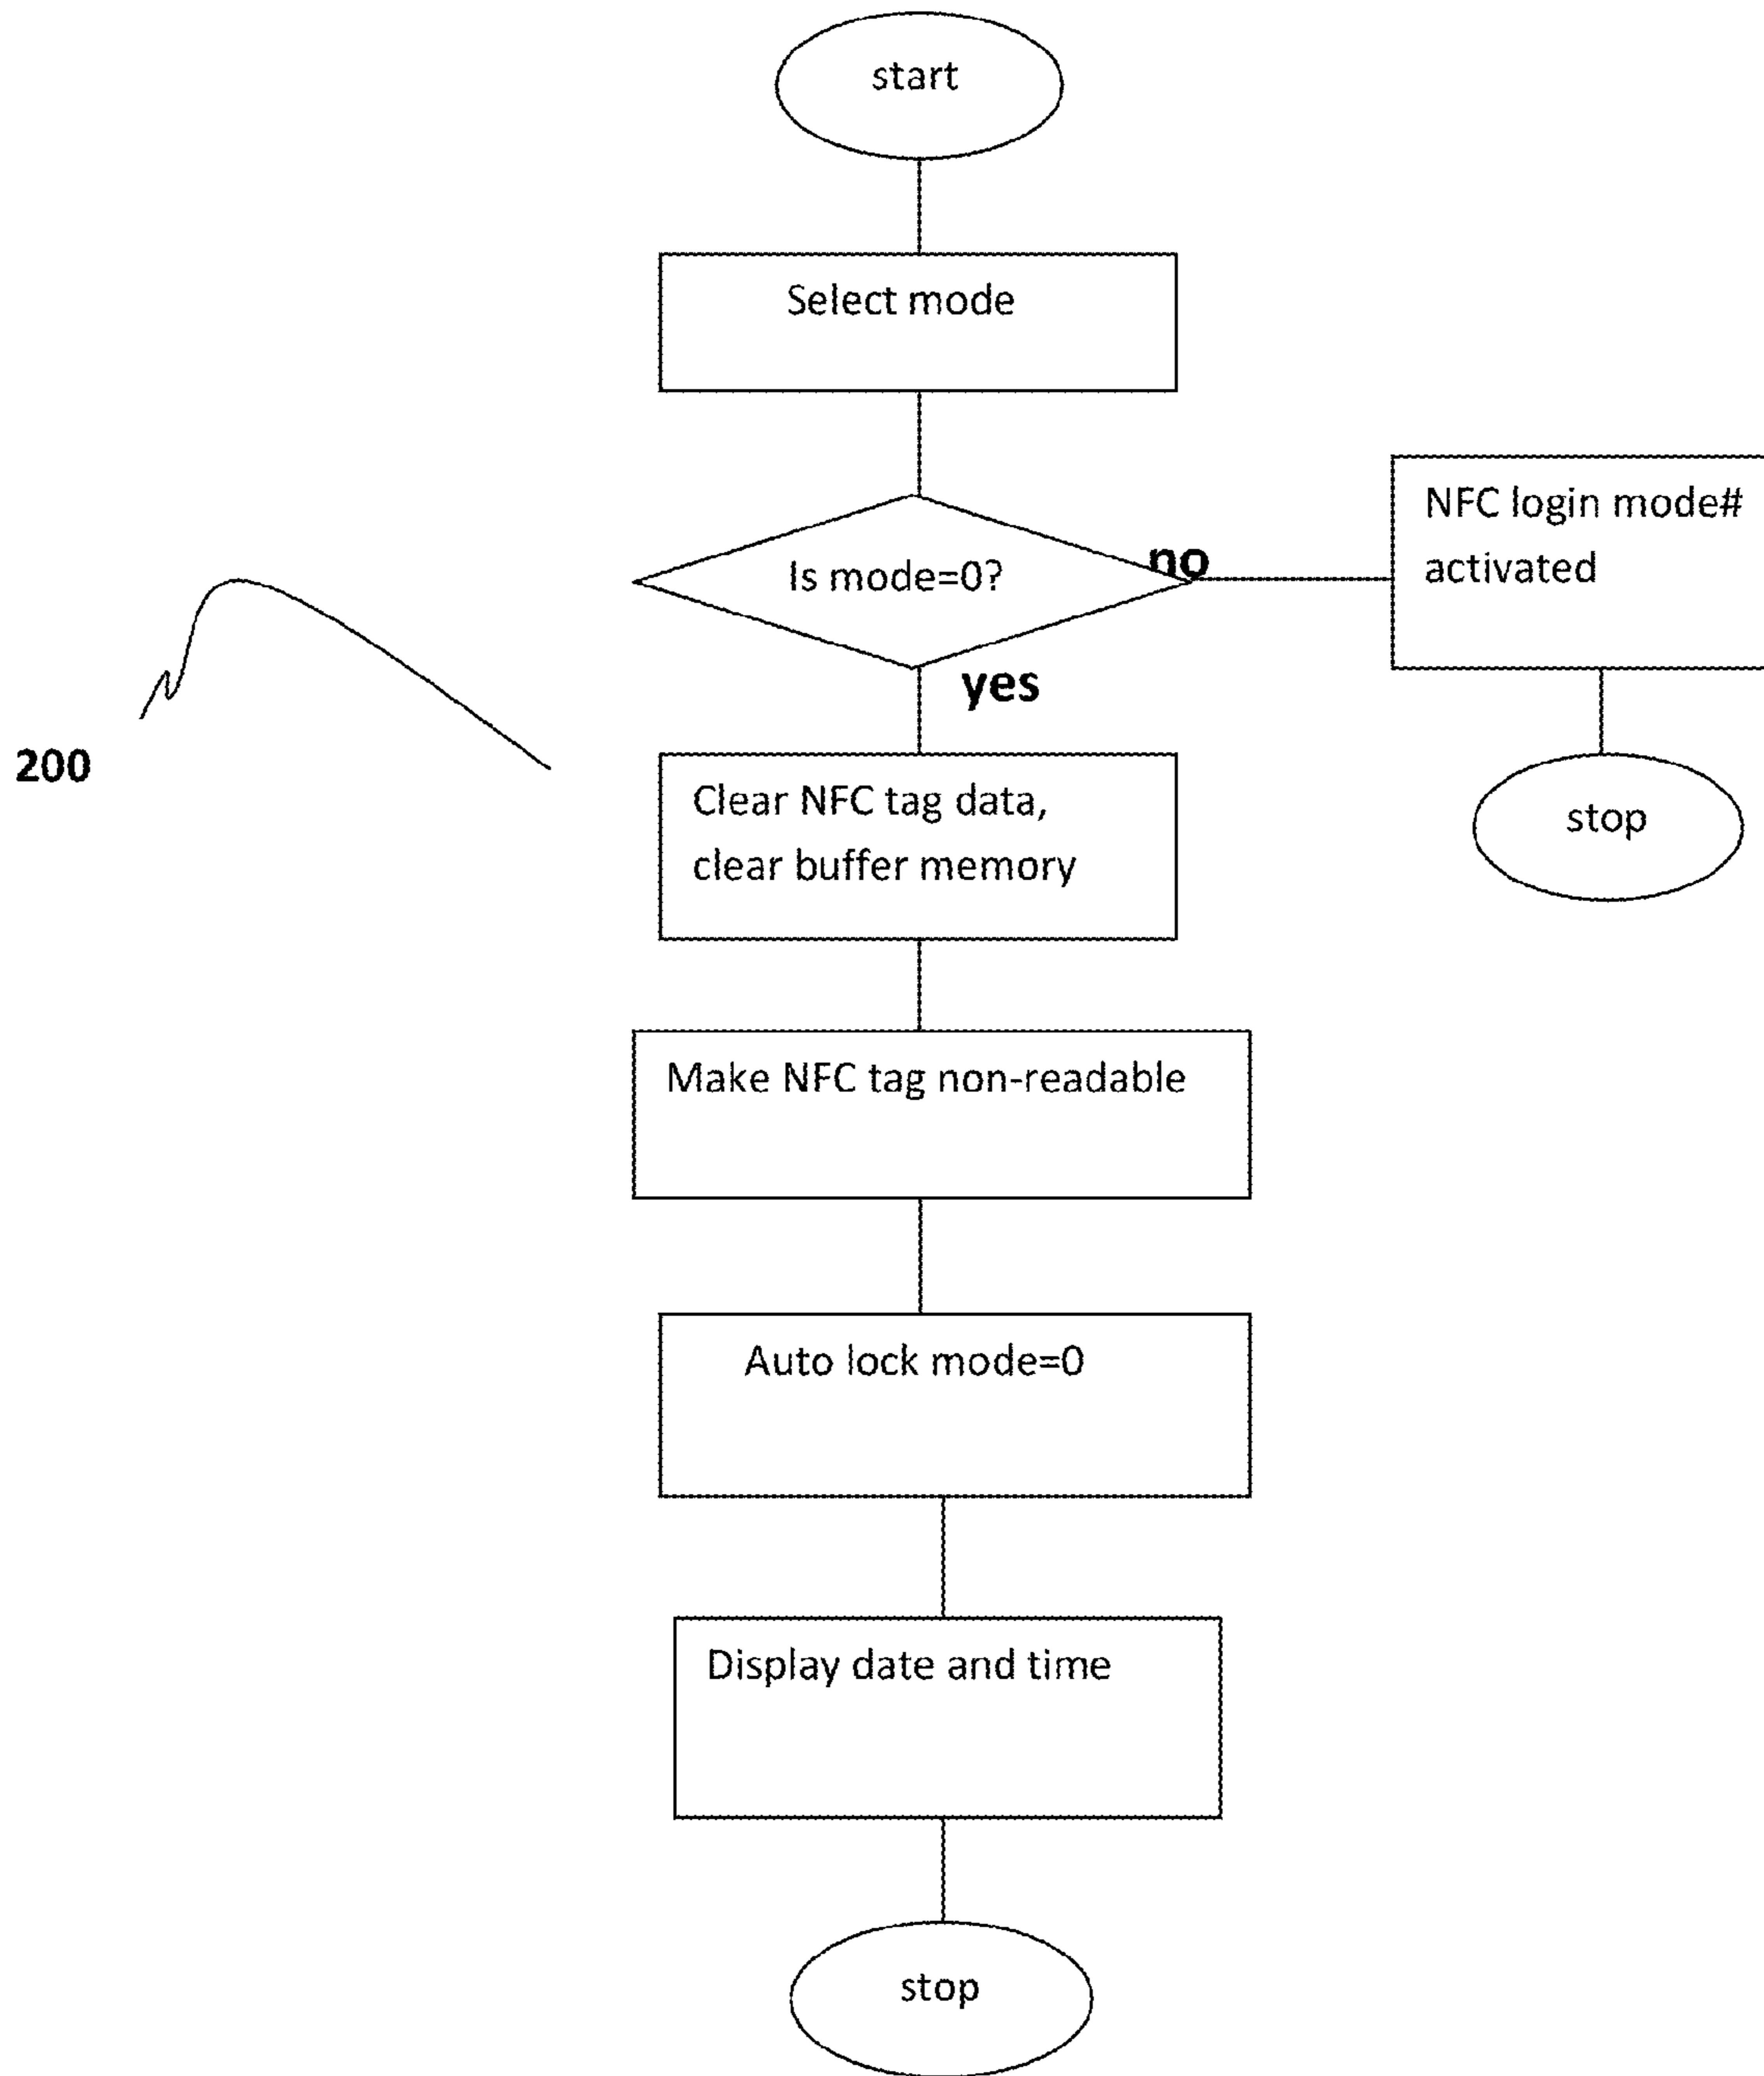 start
Select mode
Is mode=0?
no
NFC login mode#
activated
yes
200
Clear NFC tag data,
clear buffer memory
stop
Make NFC tag non-readable
Auto lock mode=0
Display date and time
stop